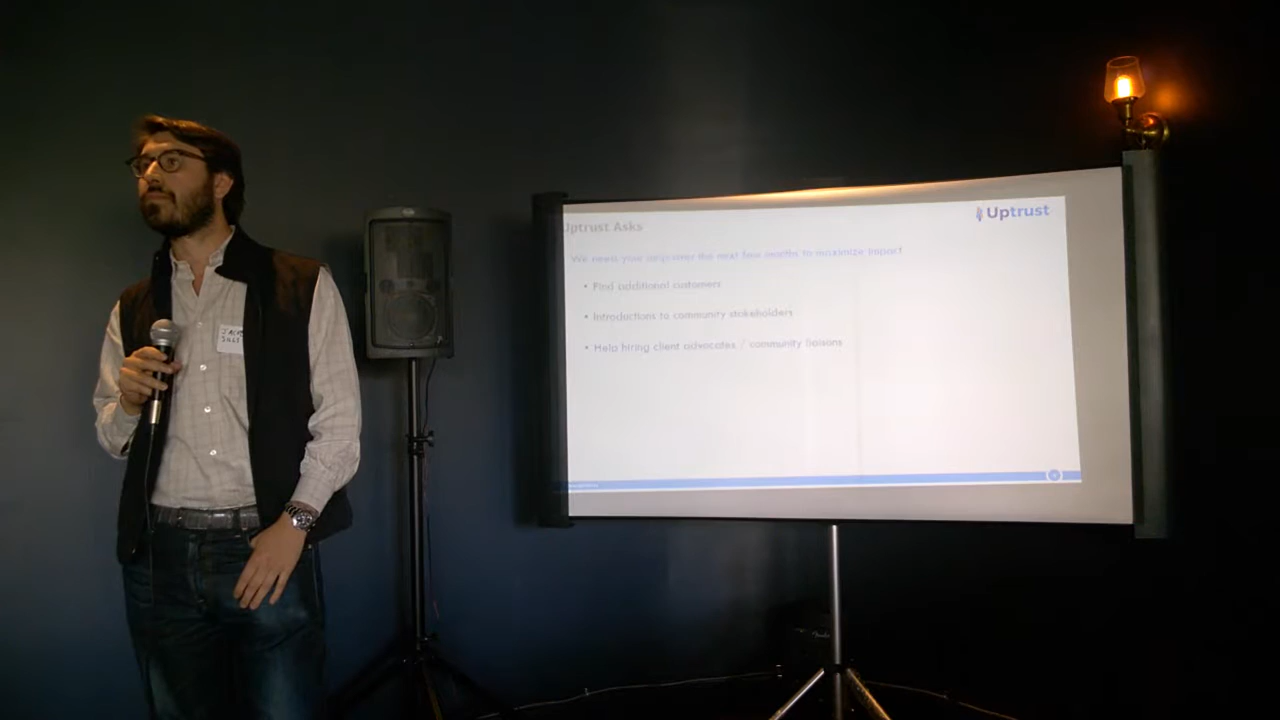 Uptrust
Uptrust Asks
We need your help over the next few months to maximize impact
• Find additional customers
• Introductions to community stakeholders
• Help hiring client advocates / community liaisons
Fender